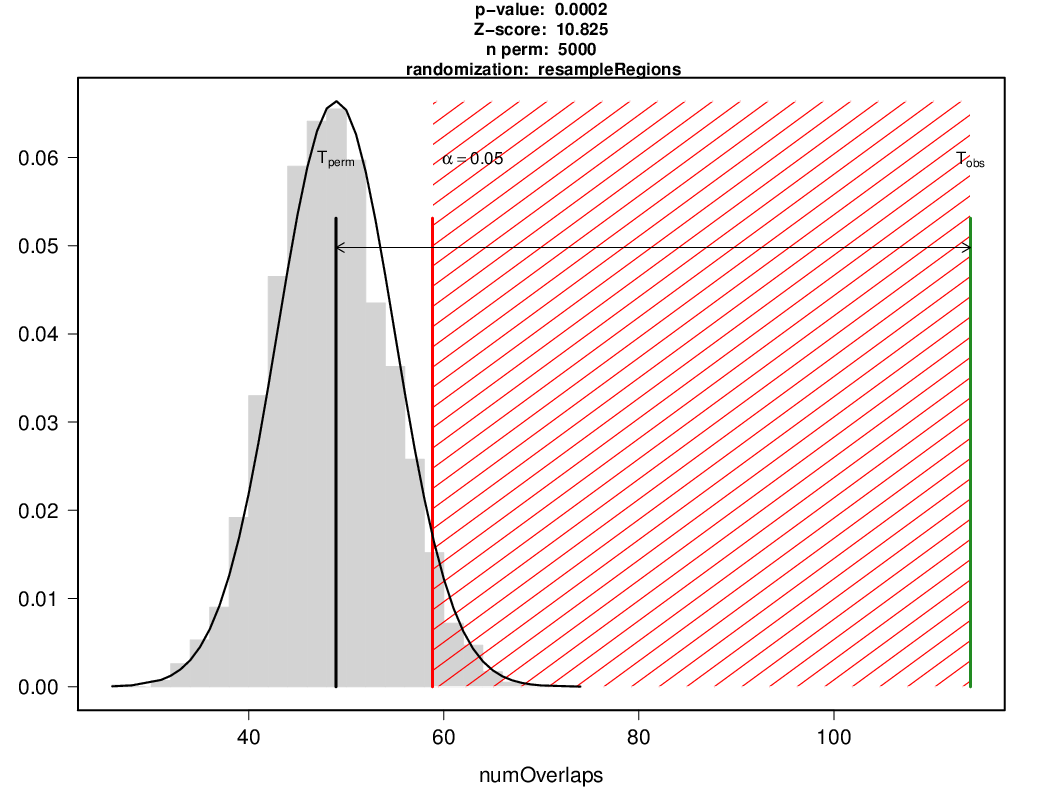 p-value: 0.0002
Z-score: 10.825
n perm: 5000
randomization: resampleRegions
0.06
0.05
0.04
0.03
0.02
0.01
0.00
Tperm
α = 0.05
Tobs
40 60 80 100
numOverlaps